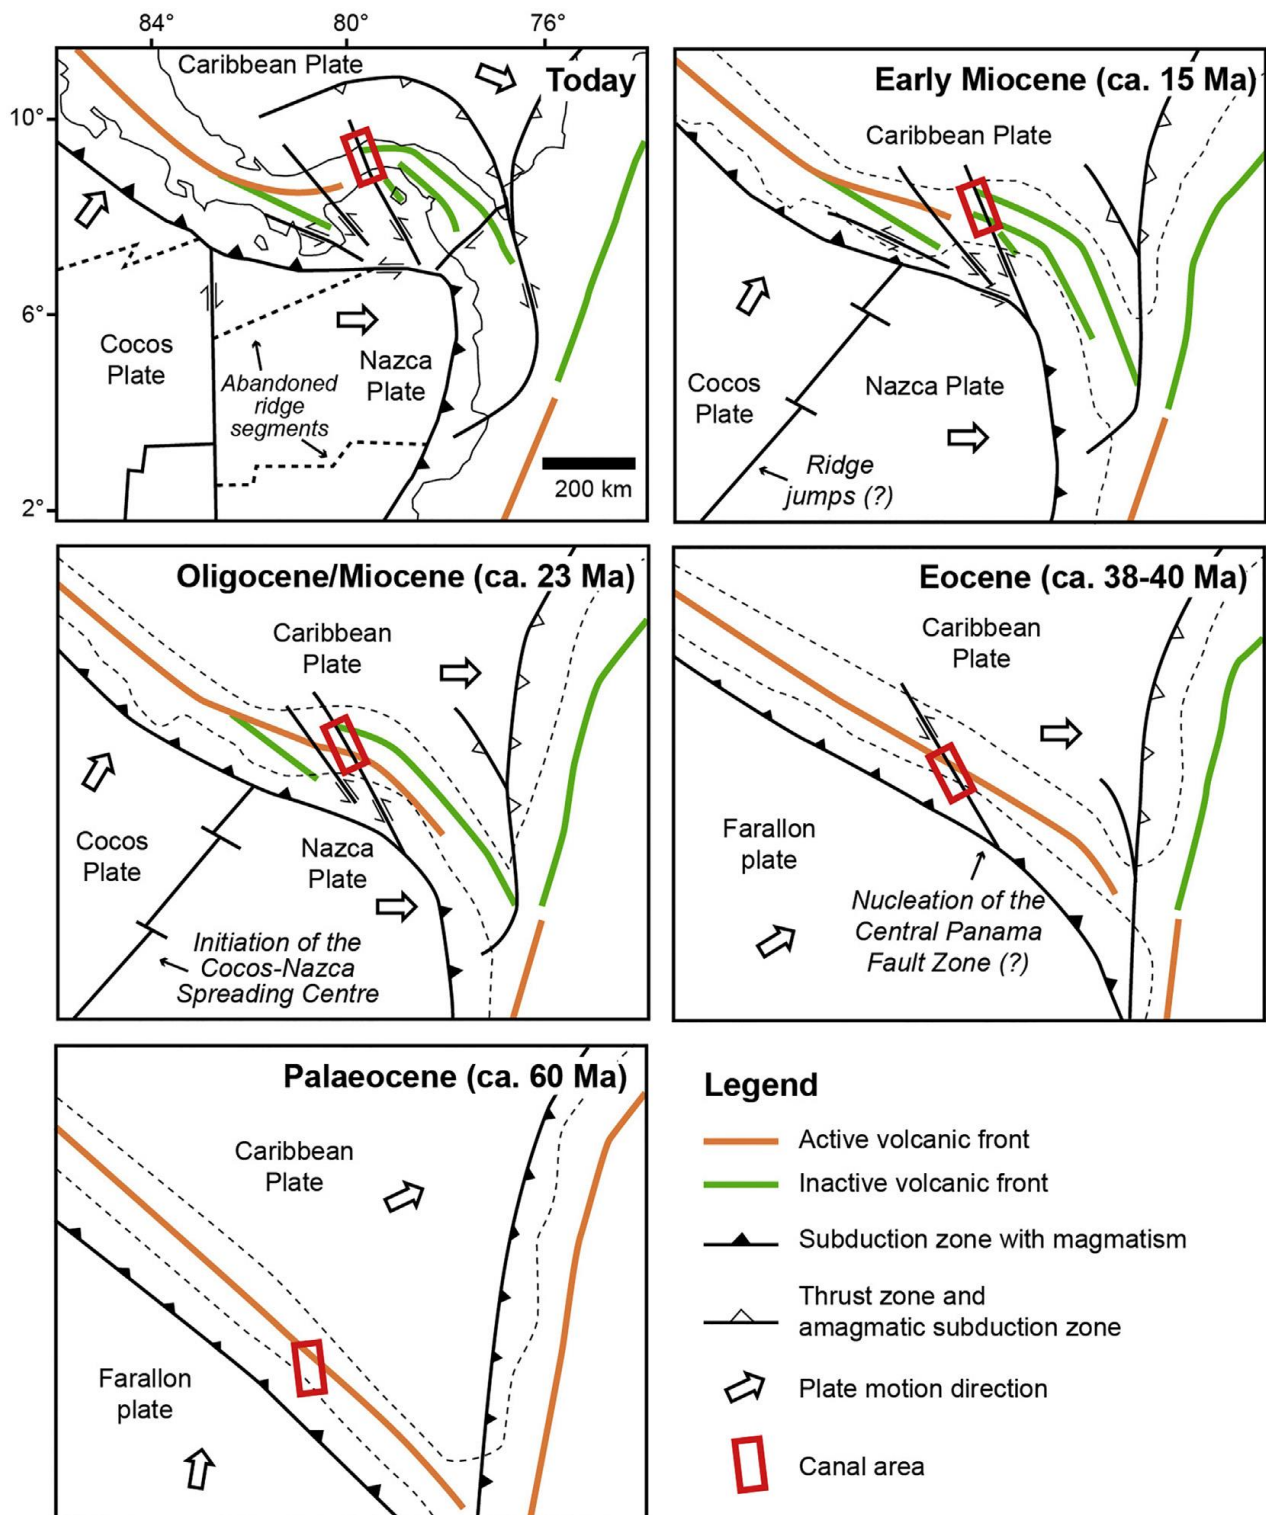 84°
80°
76°
10°
6°
2°
Caribbean Plate
Today
Cocos
Plate
Nazca
Plate
Abandoned
ridge
segments
200 km
Early Miocene (ca. 15 Ma)
Caribbean Plate
Cocos
Plate
Nazca Plate
Ridge
jumps (?)
Oligocene/Miocene (ca. 23 Ma)
Caribbean
Plate
Cocos
Plate
Nazca
Plate
Initiation of the
Cocos-Nazca
Spreading Centre
Eocene (ca. 38-40 Ma)
Caribbean
Plate
Farallon
plate
Nucleation of the
Central Panama
Fault Zone (?)
Palaeocene (ca. 60 Ma)
Caribbean
Plate
Farallon
plate
Legend
Active volcanic front
Inactive volcanic front
Subduction zone with magmatism
Thrust zone and
amagmatic subduction zone
Plate motion direction
Canal area